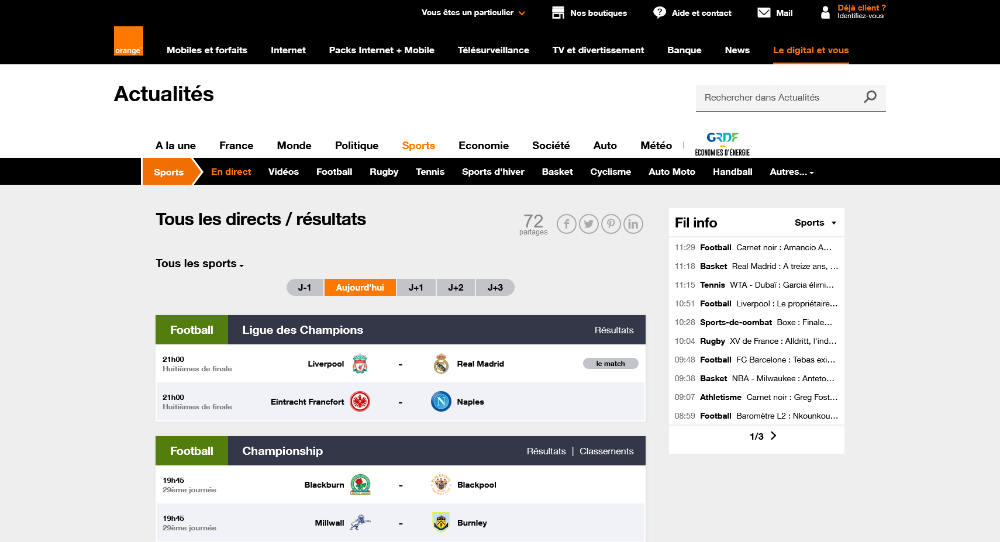 Vous êtes un particulier
Nos boutiques
Aide et contact
Mail
Déjà client ?
Identifiez-vous
orange™
Mobiles et forfaits
Internet
Packs Internet + Mobile
Télésurveillance
TV et divertissement
Banque
News
Le digital et vous
Actualités
Rechercher dans Actualités
A la une
France
Monde
Politique
Sports
Economie
Société
Auto
Météo
GRDF
ÉCONOMIES D'ÉNERGIE
Sports
En direct
Vidéos
Football
Rugby
Tennis
Sports d'hiver
Basket
Cyclisme
Auto Moto
Handball
Autres...
Tous les directs / résultats
72
partages
Tous les sports
J-1
Aujourd'hui
J+1
J+2
J+3
Football
Ligue des Champions
Résultats
21h00
Huitièmes de finale
Liverpool
-
Real Madrid
le match
21h00
Huitièmes de finale
Eintracht Francfort
-
N
Naples
Football
Championship
Résultats | Classements
19h45
29ème journée
Blackburn
-
Blackpool
19h45
29ème journée
Millwall
-
Burnley
Fil info
Sports
11:29 Football Carnet noir : Amancio A...
11:18 Basket Real Madrid : A treize ans, ...
11:15 Tennis WTA - Dubaï : Garcia élimi...
10:51 Football Liverpool : Le propriétaire...
10:28 Sports-de-combat Boxe : Finale...
10:04 Rugby XV de France : Alldritt, l'ind...
09:48 Football FC Barcelone : Tebas exi...
09:38 Basket NBA - Milwaukee : Anteto...
09:07 Athletisme Carnet noir : Greg Fost...
08:59 Football Baromètre L2 : Nkounkou...
1/3